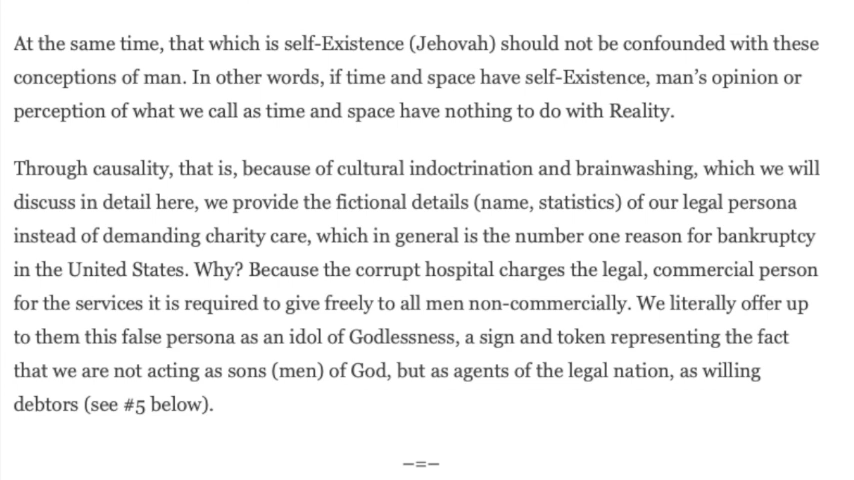 At the same time, that which is self-Existence (Jehovah) should not be confounded with these
conceptions of man. In other words, if time and space have self-Existence, man’s opinion or
perception of what we call as time and space have nothing to do with Reality.
Through causality, that is, because of cultural indoctrination and brainwashing, which we will
discuss in detail here, we provide the fictional details (name, statistics) of our legal persona
instead of demanding charity care, which in general is the number one reason for bankruptcy
in the United States. Why? Because the corrupt hospital charges the legal, commercial person
for the services it is required to give freely to all men non-commercially. We literally offer up
to them this false persona as an idol of Godlessness, a sign and token representing the fact
that we are not acting as sons (men) of God, but as agents of the legal nation, as willing
debtors (see #5 below).
–=–